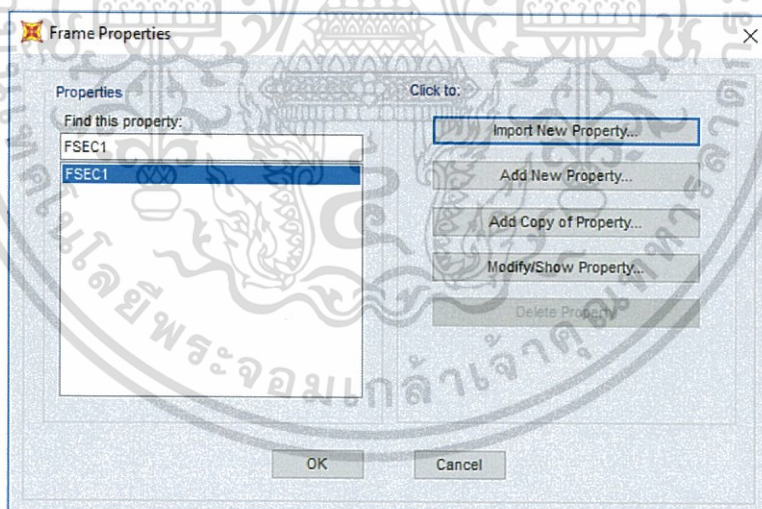 Frame Properties
Properties
Find this property:
FSEC1
FSEC1
Click to:
Import New Property...
Add New Property...
Add Copy of Property...
Modify/Show Property...
Delete Property
OK
Cancel